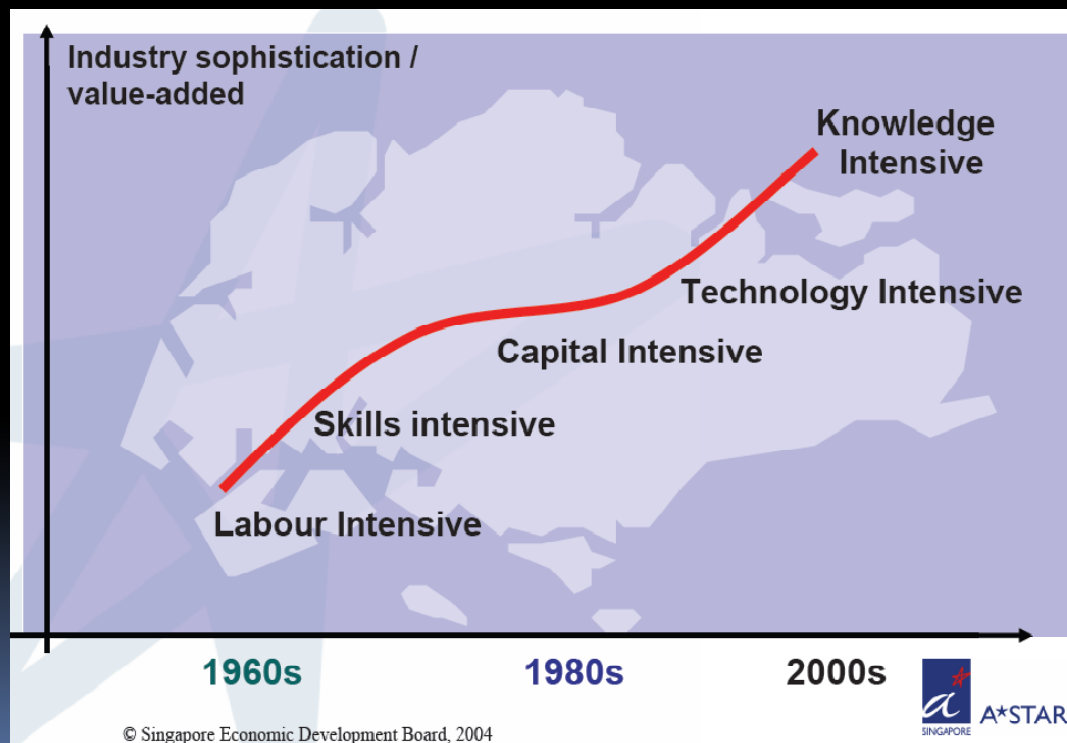 Industry sophistication /
value-added
Knowledge
Intensive
Technology Intensive
Capital Intensive
Skills intensive
Labour Intensive
1960s
1980s
2000s
a
SINGAPORE
A*STAR
© Singapore Economic Development Board, 2004